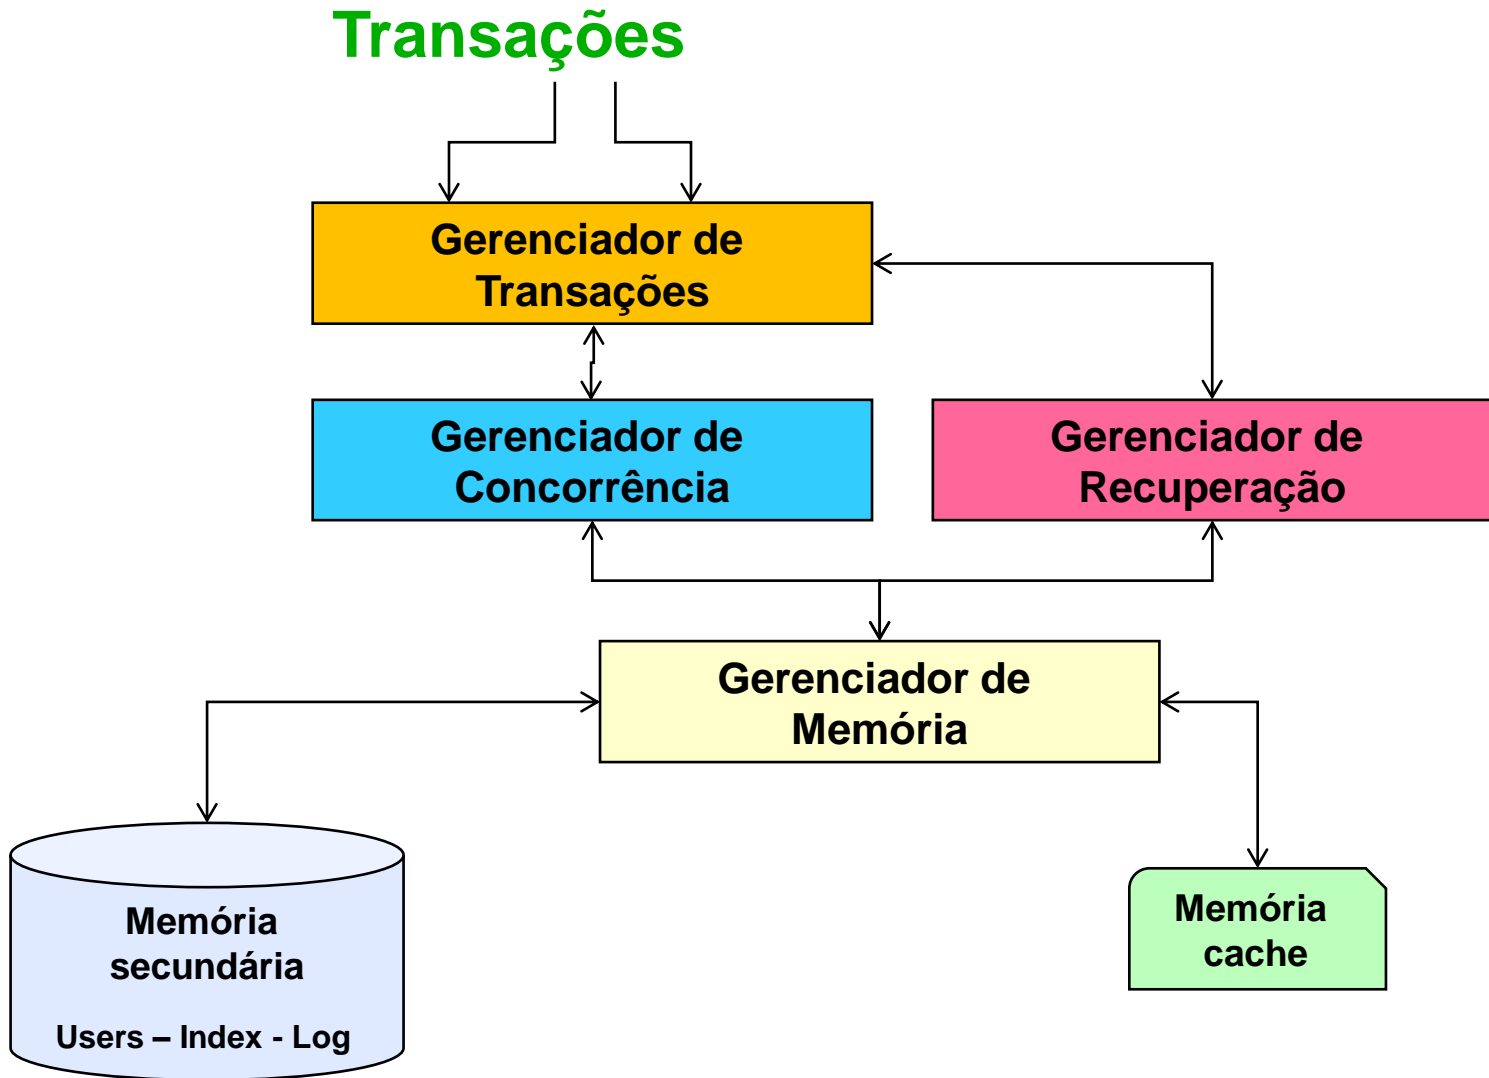 Transações
Gerenciador de
Transações
Gerenciador de
Concorrência
Gerenciador de
Recuperação
Gerenciador de
Memória
Memória
secundária
Users – Index - Log
Memória
cache